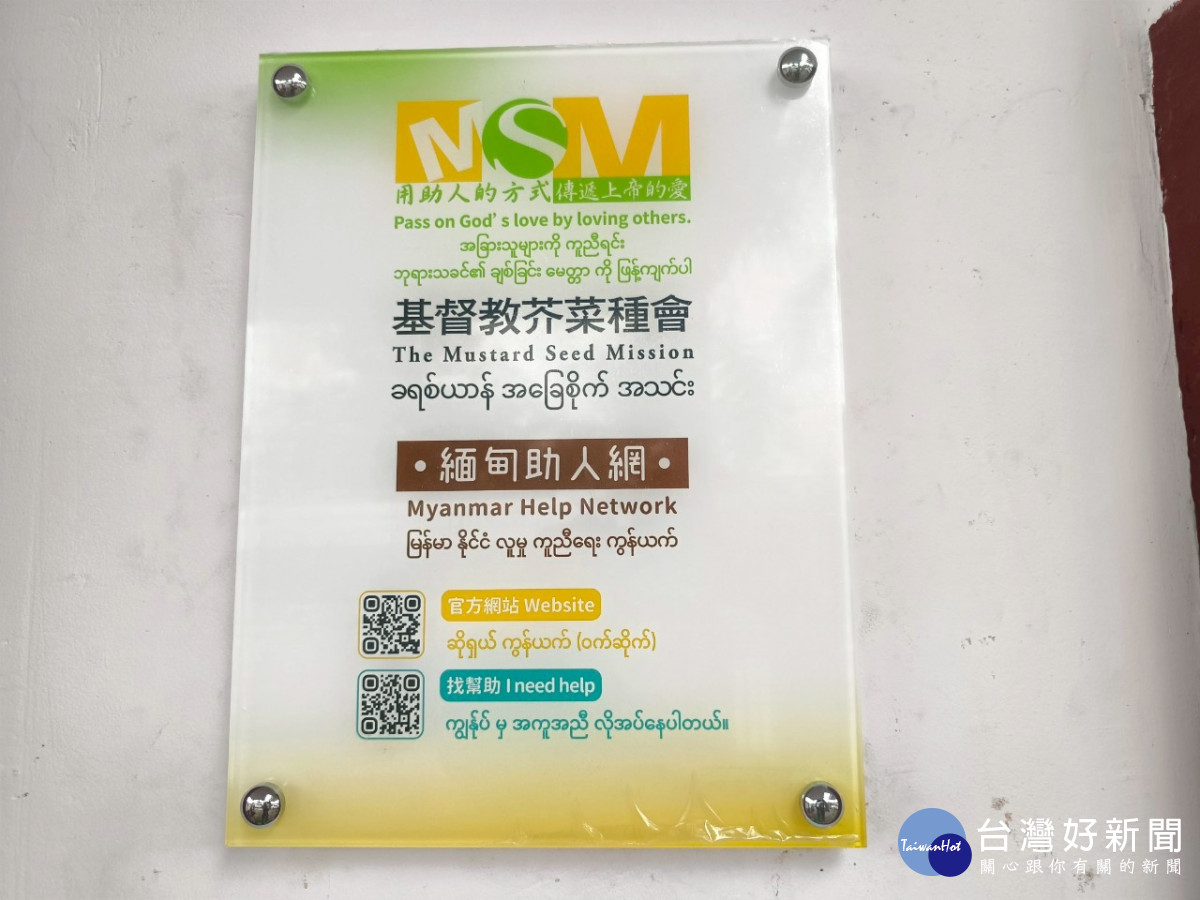 MSM
用助人的方式傳遞上帝的愛
Pass on God's love by loving others.
အခြားသူများကို ကူညီရင်း
ဘုရားသခင်၏ ချစ်ခြင်း မေတ္တာ ကို ဖြန့်ကျက်ပါ
基督教芥菜種會
The Mustard Seed Mission
ခရစ်ယာန် အခြေစိုက် အသင်း
•緬甸助人網•
Myanmar Help Network
မြန်မာ နိုင်ငံ လူမှု ကူညီရေး ကွန်ယက်
官方網站 Website
ဆိုရှယ် ကွန်ယက် (ဝက်ဆိုက်)
找幫助 I need help
ကျွန်ုပ် မှ အကူအညီ လိုအပ်နေပါတယ်။
TaiwanHot 台灣好新聞
關心跟你有關的新聞